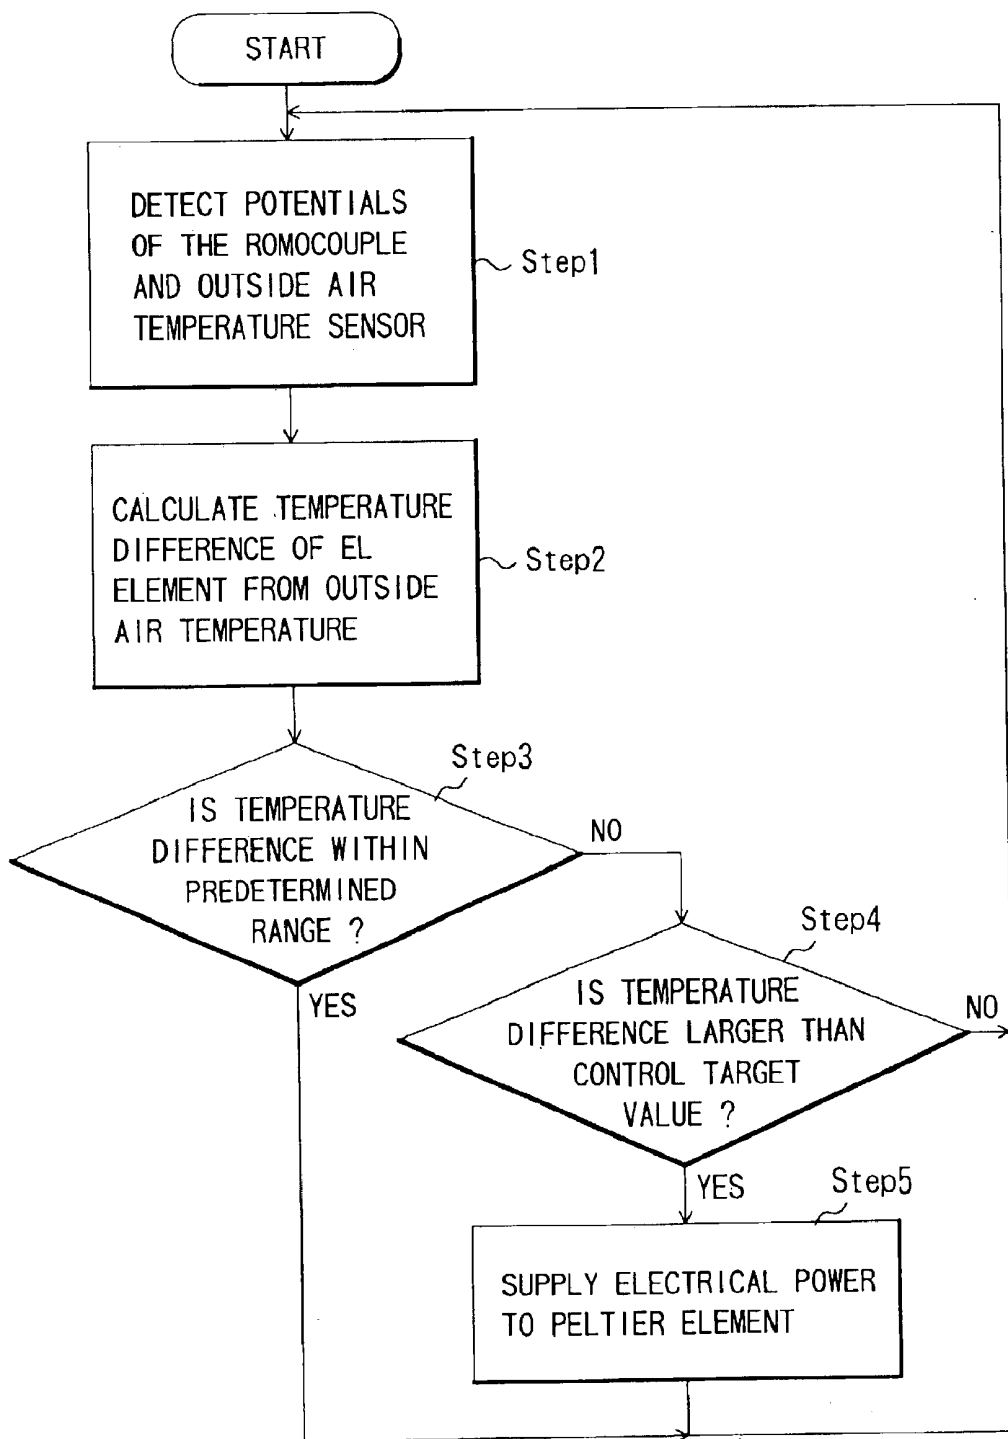 START
DETECT POTENTIALS
OF THE ROMOCOUPLE
AND OUTSIDE AIR
TEMPERATURE SENSOR
Step1
CALCULATE TEMPERATURE
DIFFERENCE OF EL
ELEMENT FROM OUTSIDE
AIR TEMPERATURE
Step2
Step3
IS TEMPERATURE
DIFFERENCE WITHIN
PREDETERMINED
RANGE ?
NO
YES
Step4
IS TEMPERATURE
DIFFERENCE LARGER THAN
CONTROL TARGET
VALUE ?
NO
YES
Step5
SUPPLY ELECTRICAL POWER
TO PELTIER ELEMENT